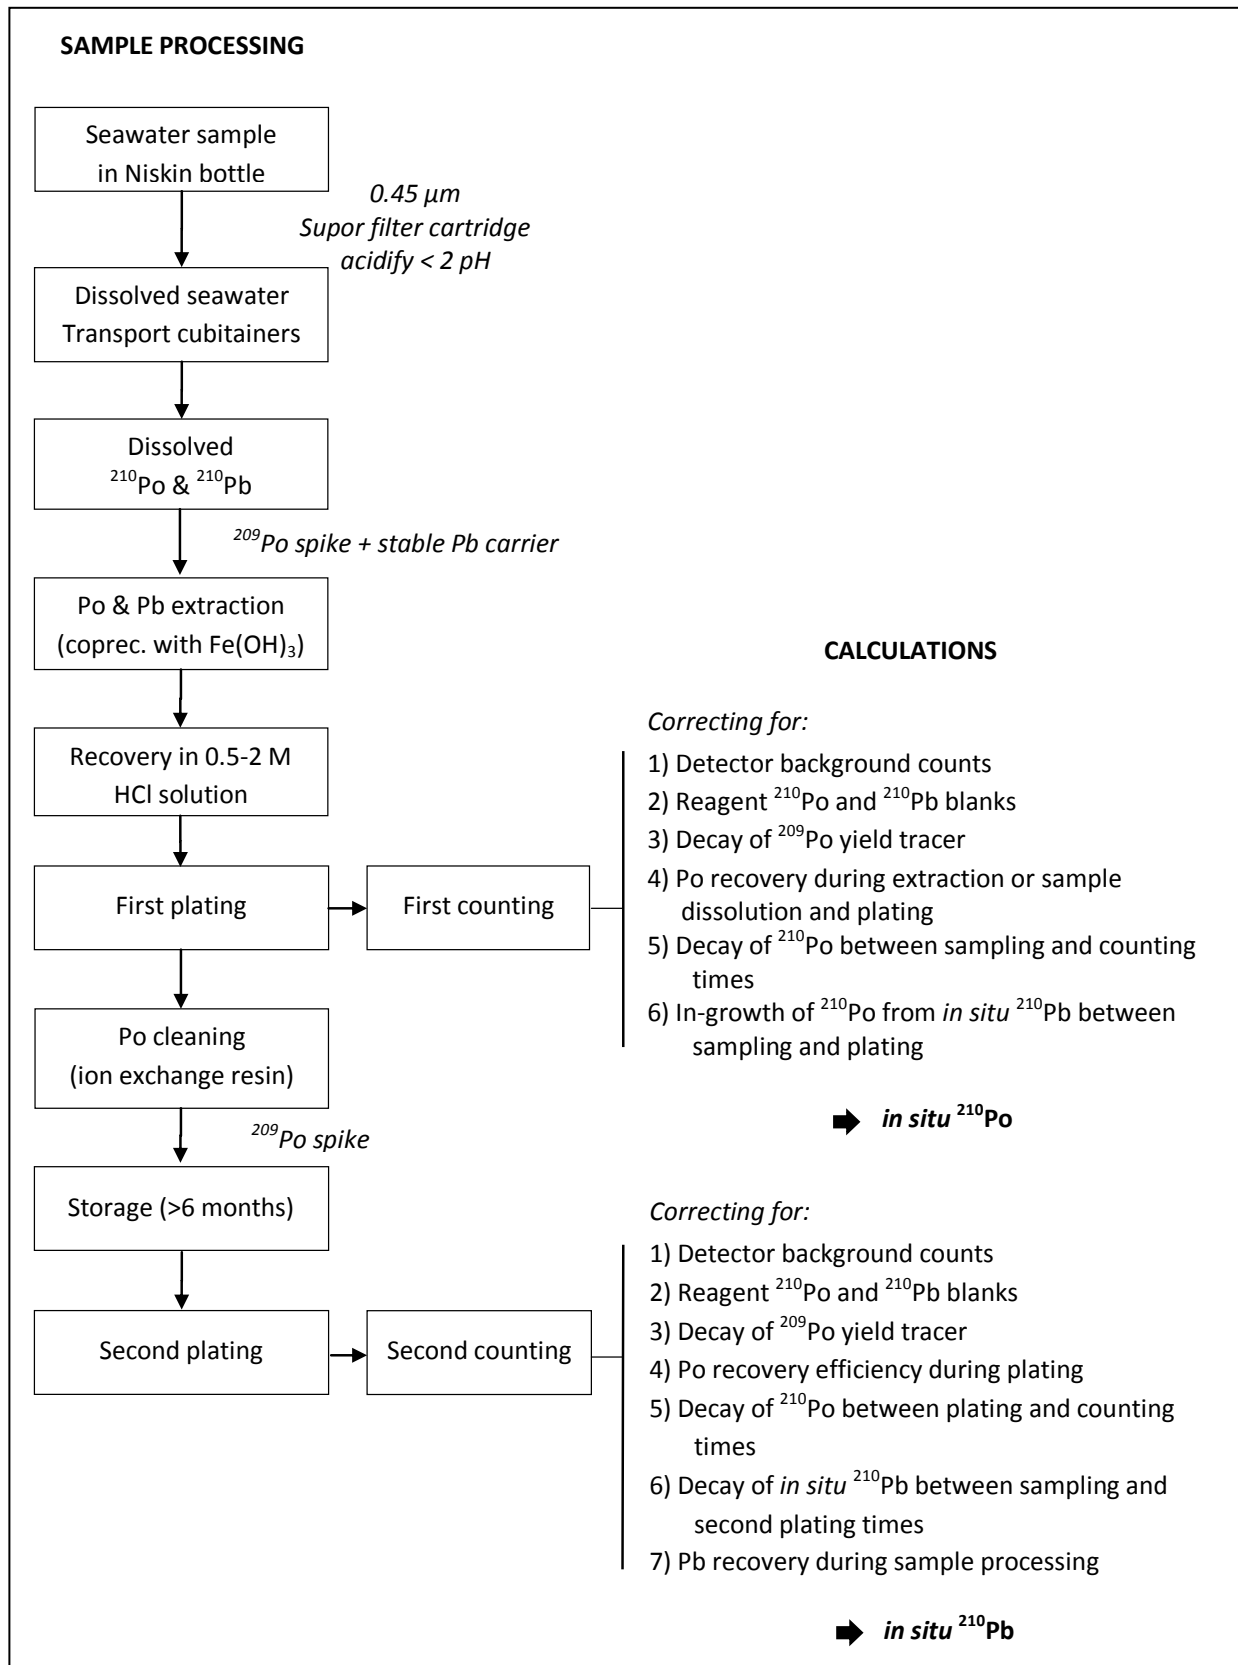 SAMPLE PROCESSING
Seawater sample
in Niskin bottle
0.45 µm
Supor filter cartridge
acidify < 2 pH
Dissolved seawater
Transport cubitainers
Dissolved
²¹⁰Po & ²¹⁰Pb
²⁰⁹Po spike + stable Pb carrier
Po & Pb extraction
(coprec. with Fe(OH)₃)
Recovery in 0.5-2 M
HCl solution
First plating
First counting
Po cleaning
(ion exchange resin)
²⁰⁹Po spike
Storage (>6 months)
Second plating
Second counting
CALCULATIONS
Correcting for:
1) Detector background counts
2) Reagent ²¹⁰Po and ²¹⁰Pb blanks
3) Decay of ²⁰⁹Po yield tracer
4) Po recovery during extraction or sample
dissolution and plating
5) Decay of ²¹⁰Po between sampling and counting
times
6) In-growth of ²¹⁰Po from in situ ²¹⁰Pb between
sampling and plating
in situ ²¹⁰Po
Correcting for:
1) Detector background counts
2) Reagent ²¹⁰Po and ²¹⁰Pb blanks
3) Decay of ²⁰⁹Po yield tracer
4) Po recovery efficiency during plating
5) Decay of ²¹⁰Po between plating and counting
times
6) Decay of in situ ²¹⁰Pb between sampling and
second plating times
7) Pb recovery during sample processing
in situ ²¹⁰Pb